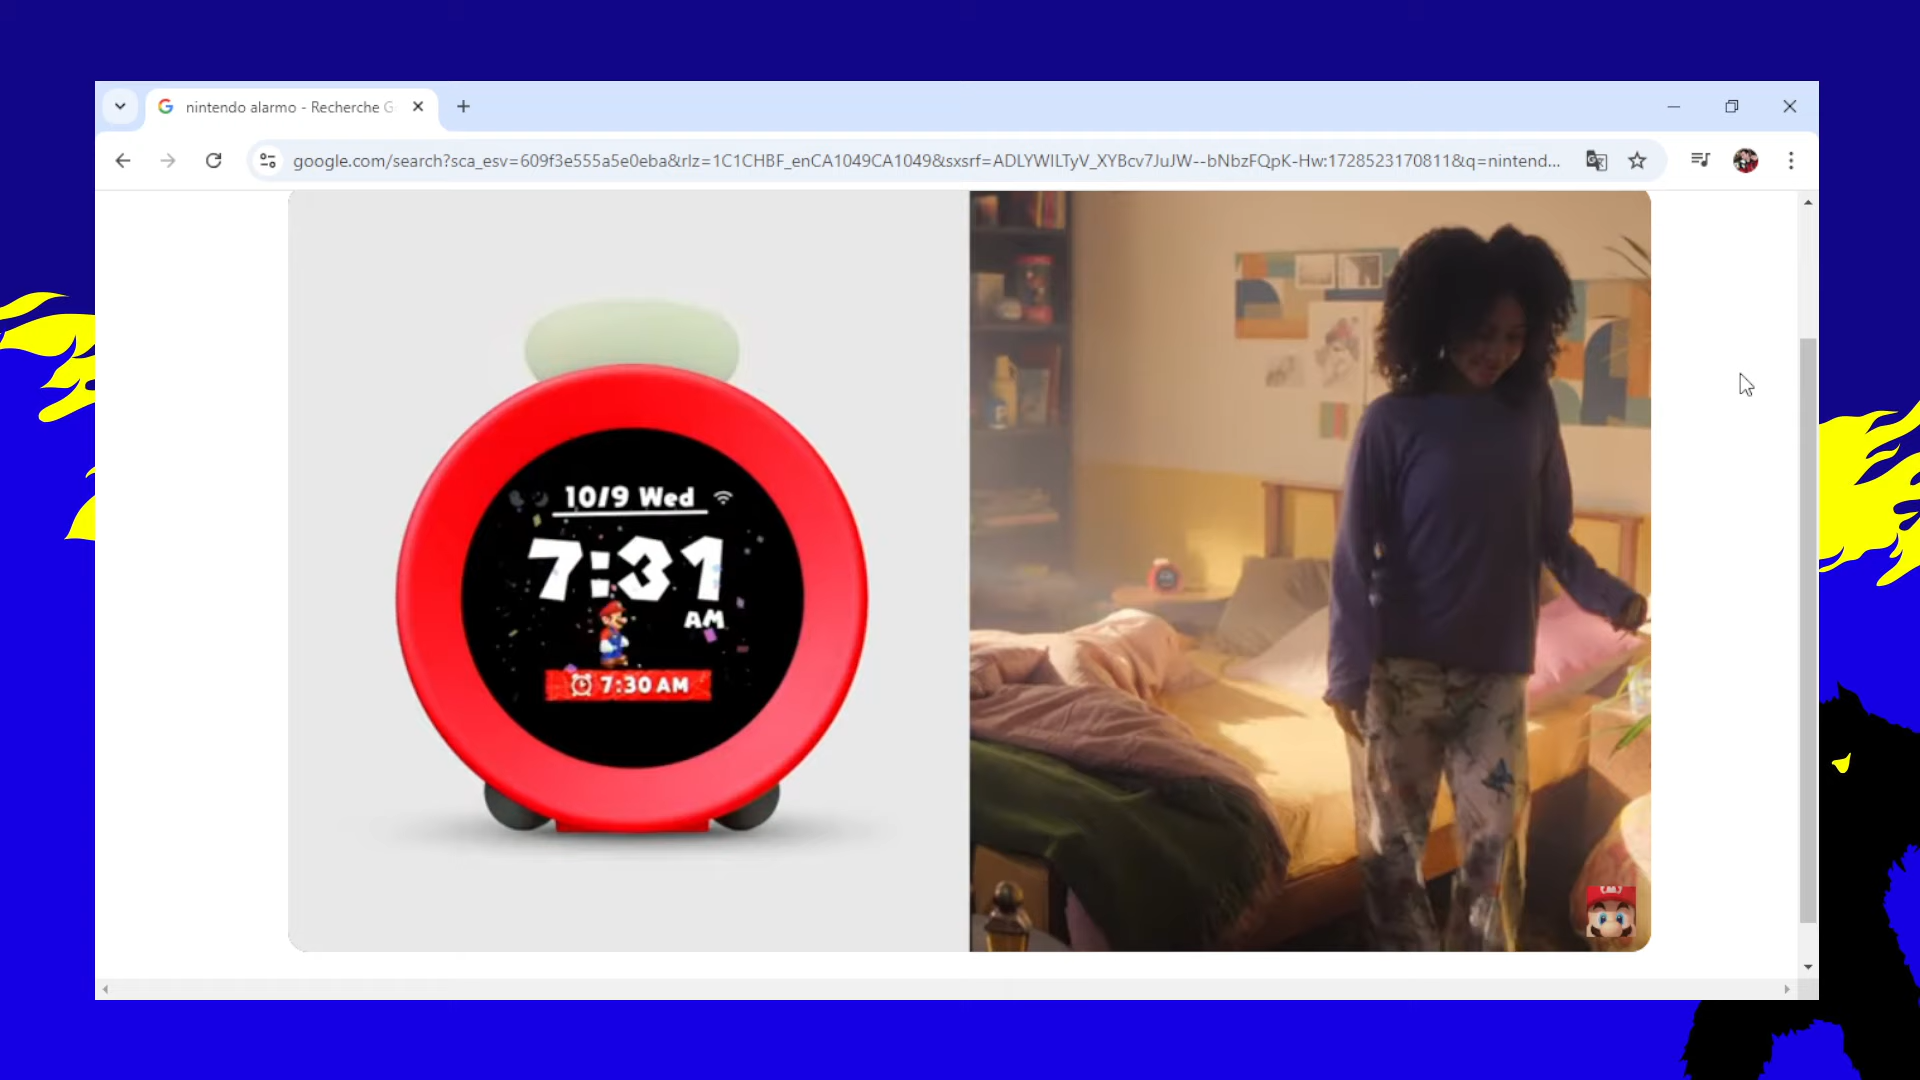 nintendo alarmo - Recherche G
google.com/search?sca_esv=609f3e555a5e0eba&rlz=1C1CHBF_enCA1049CA1049&sxsrf=ADLYWILTyV_XYBcv7JuJW--bNbzFQpK-Hw:1728523170811&q=nintend...
10/9 Wed
7:31
AM
7:30 AM
M